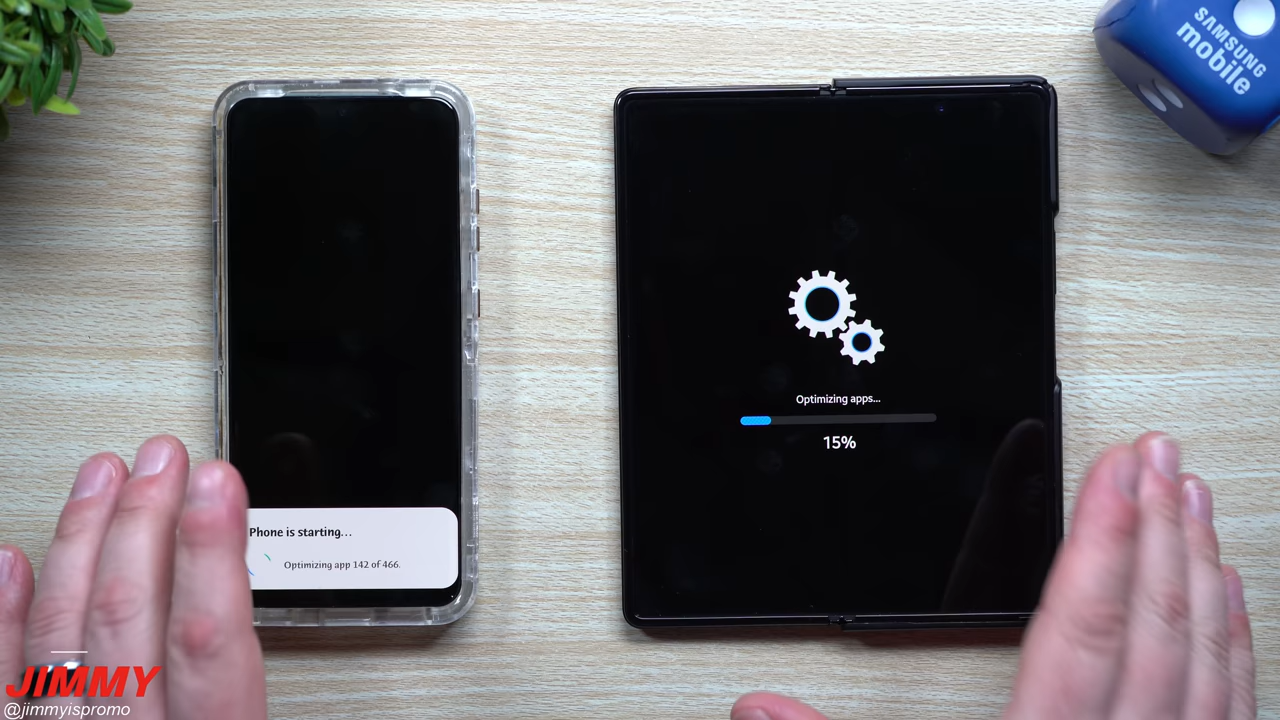 SAMSUNG
mobile
Optimizing apps...
15%
Phone is starting...
Optimizing app 142 of 466.
JIMMY
@jimmyispromo